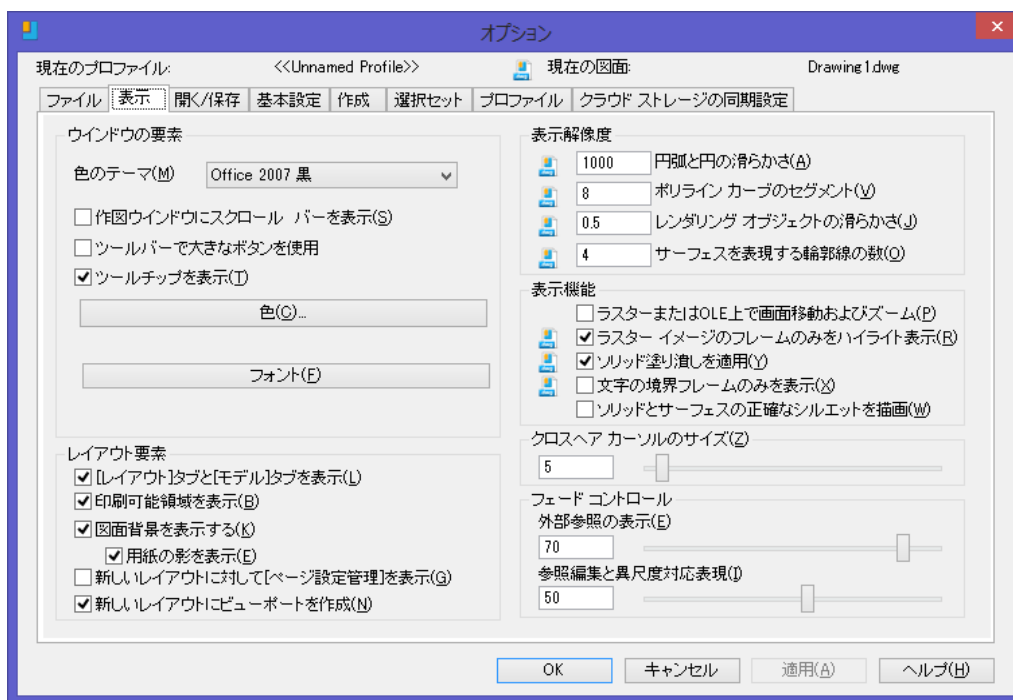 オプション
現在のプロファイル: <<Unnamed Profile>> 現在の図面: Drawing1.dwg
ファイル 表示 開く/保存 基本設定 作成 選択セット プロファイル クラウド ストレージの同期設定
ウインドウの要素
色のテーマ(M) Office 2007 黒
作図ウインドウにスクロール バーを表示(S)
ツールバーで大きなボタンを使用
ツールチップを表示(T)
色(C)...
フォント(F)
レイアウト要素
[レイアウト]タブと[モデル]タブを表示(L)
印刷可能領域を表示(B)
図面背景を表示する(K)
用紙の影を表示(E)
新しいレイアウトに対して[ページ設定管理]を表示(G)
新しいレイアウトにビューポートを作成(N)
表示解像度
1000 円弧と円の滑らかさ(A)
8 ポリライン カーブのセグメント(V)
0.5 レンダリング オブジェクトの滑らかさ(J)
4 サーフェスを表現する輪郭線の数(O)
表示機能
ラスターまたはOLE上で画面移動およびズーム(P)
ラスター イメージのフレームのみをハイライト表示(R)
ソリッド塗り潰しを適用(Y)
文字の境界フレームのみを表示(X)
ソリッドとサーフェスの正確なシルエットを描画(W)
クロスヘア カーソルのサイズ(Z)
5
フェード コントロール
外部参照の表示(E)
70
参照編集と異尺度対応表現(I)
50
OK キャンセル 適用(A) ヘルプ(H)